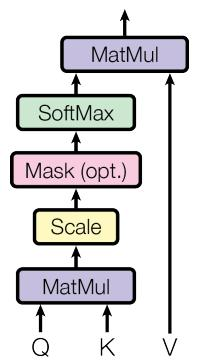 MatMul
SoftMax
Mask (opt.)
Scale
MatMul
Q K V